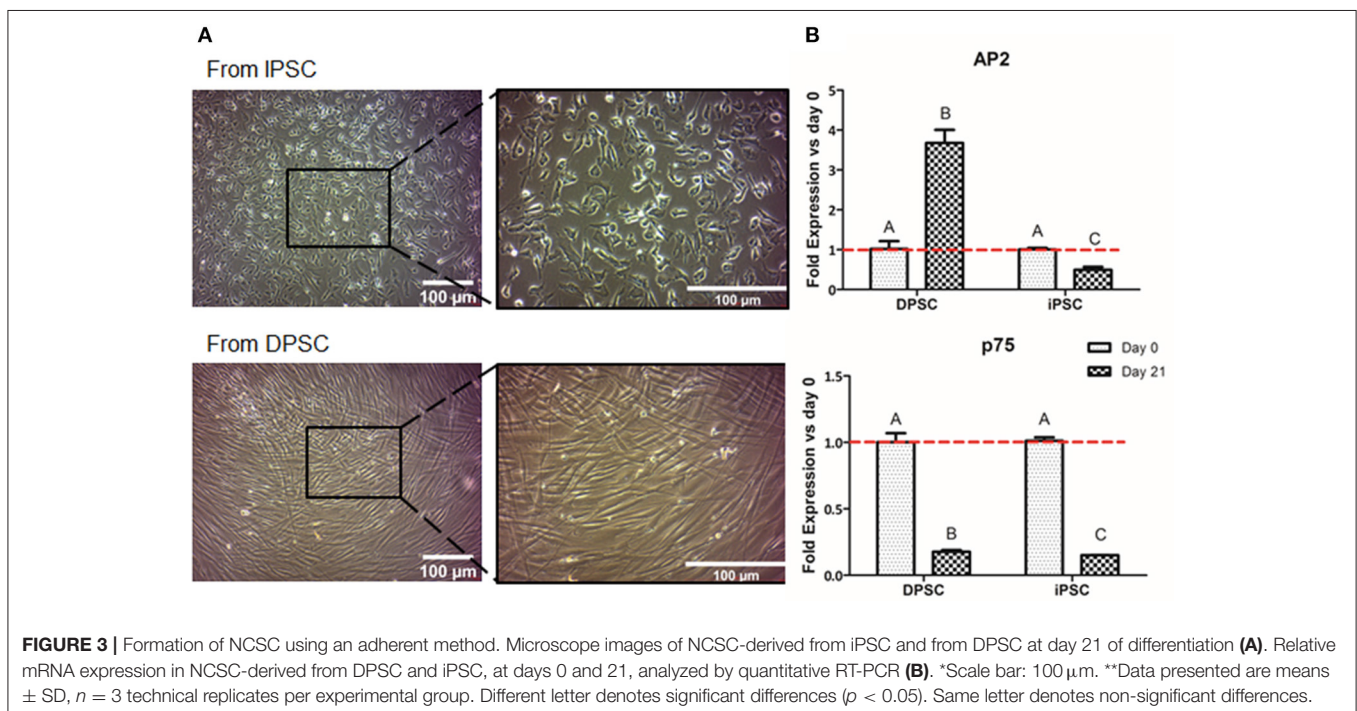 A
From IPSC
100 µm
100 µm
From DPSC
100 µm
100 µm
B
AP2
Fold Expression vs day 0
5
4
3
2
1
0
A
B
A
C
DPSC
iPSC
p75
Day 0
Day 21
Fold Expression vs day 0
1.5
1.0
0.5
0.0
A
B
A
C
DPSC
iPSC
FIGURE 3 | Formation of NCSC using an adherent method. Microscope images of NCSC-derived from iPSC and from DPSC at day 21 of differentiation (A). Relative
mRNA expression in NCSC-derived from DPSC and iPSC, at days 0 and 21, analyzed by quantitative RT-PCR (B). *Scale bar: 100 µm. **Data presented are means
± SD, n = 3 technical replicates per experimental group. Different letter denotes significant differences (p < 0.05). Same letter denotes non-significant differences.